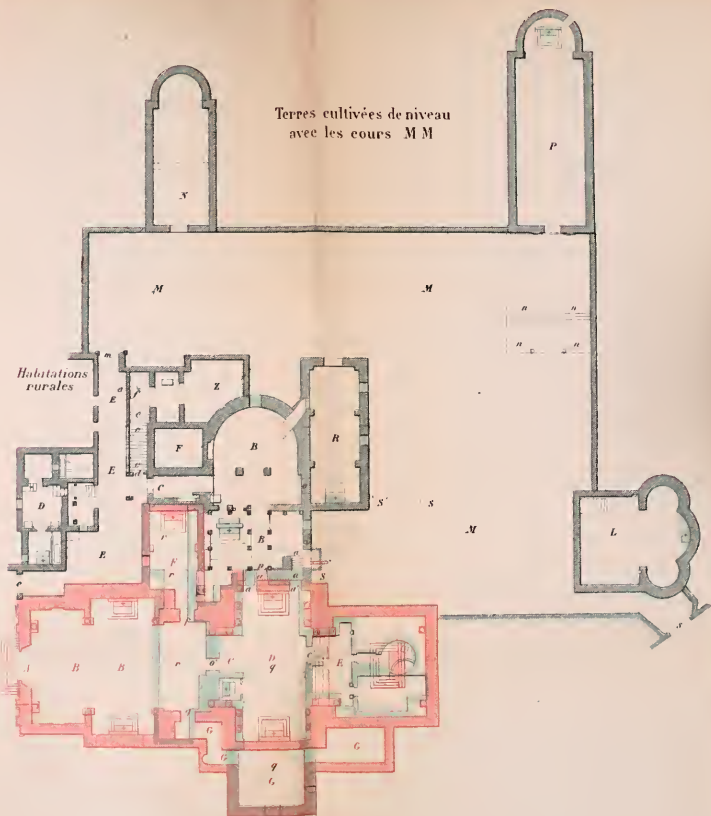 Terres cultivées de niveau
avec les cours M M
P
N
M M
n n
n n
Habitations
rurales
m
E
Z
F
B
R
E
D
C
S S
M
L
E
F
B
S
s
A B B
C
D
q
E
G
G
G
q